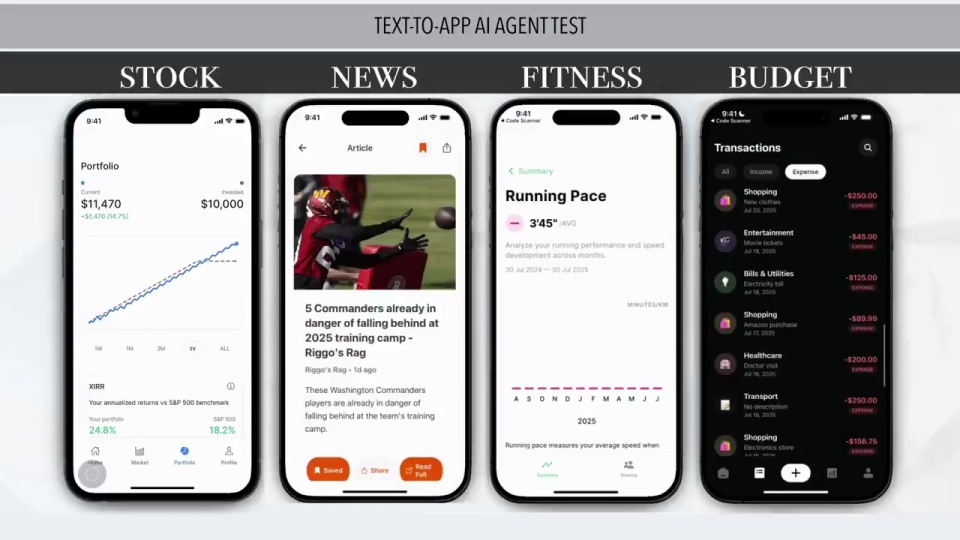 TEXT-TO-APP AI AGENT TEST
STOCK
NEWS
FITNESS
BUDGET
9:41
Portfolio
Current
Invested
$11,470
$10,000
+$1,470 (14.7%)
1W 1M 3M 1Y ALL
XIRR
Your annualized returns vs S&P 500 benchmark
Your portfolio
S&P 500
24.8%
18.2%
Home Market Portfolio Profile
9:41
Article
5 Commanders already in
danger of falling behind at
2025 training camp -
Riggo's Rag
Riggo's Rag • 1d ago
These Washington Commanders
players are already in danger of
falling behind at the team's training
camp.
Saved
Share
Read
Full
9:41
Code Scanner
Summary
Running Pace
3'45" /AVG
Analyze your running performance and speed
development across months.
30 Jul 2024 — 30 Jul 2025
MINUTES/KM
A S O N D J F M A M J J
2025
Running pace measures your average speed when
Summary
Sharing
9:41
Code Scanner
Transactions
All Income Expense
Shopping
-$250.00
New clothes
EXPENSE
Jul 20, 2025
Entertainment
-$45.00
Movie tickets
EXPENSE
Jul 19, 2025
Bills & Utilities
-$125.00
Electricity bill
EXPENSE
Jul 18, 2025
Shopping
-$89.99
Amazon purchase
EXPENSE
Jul 17, 2025
Healthcare
-$200.00
Doctor visit
EXPENSE
Jul 16, 2025
Transport
-$250.00
No description
EXPENSE
Jul 16, 2025
Shopping
-$156.75
Electronics store
EXPENSE